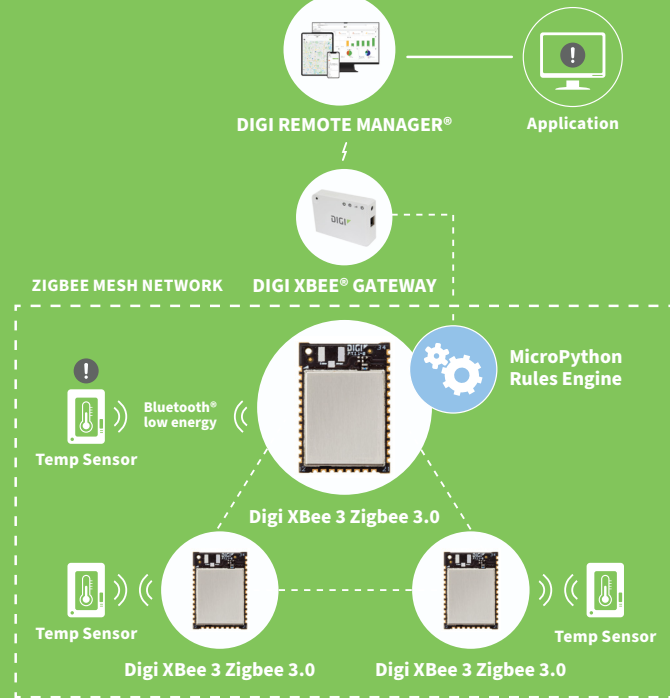 DIGI REMOTE MANAGER®
Application
DIGI
ZIGBEE MESH NETWORK
DIGI XBEE® GATEWAY
DIGI
MicroPython
Rules Engine
Bluetooth®
low energy
Temp Sensor
Digi XBee 3 Zigbee 3.0
Temp Sensor
Temp Sensor
Digi XBee 3 Zigbee 3.0
Digi XBee 3 Zigbee 3.0